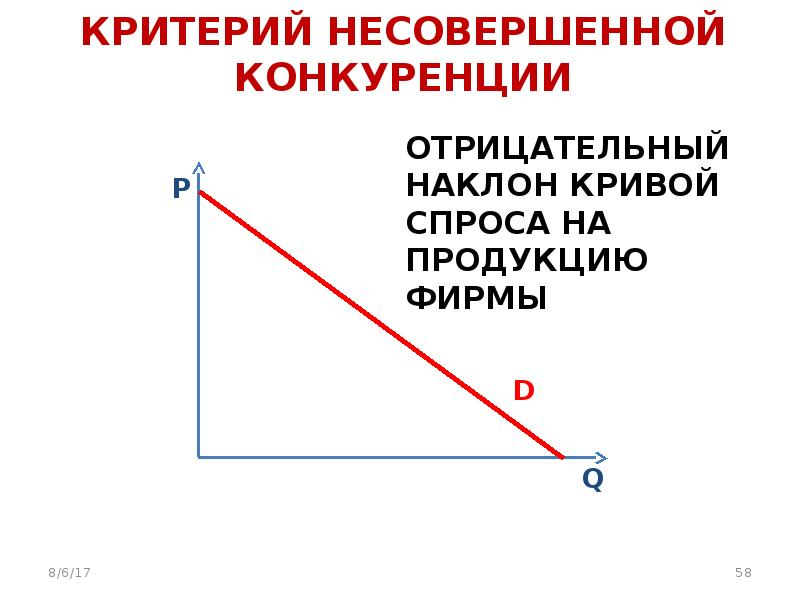 КРИТЕРИЙ НЕСОВЕРШЕННОЙ
КОНКУРЕНЦИИ
ОТРИЦАТЕЛЬНЫЙ
НАКЛОН КРИВОЙ
СПРОСА НА
ПРОДУКЦИЮ
ФИРМЫ
P
D
Q
8/6/17
58